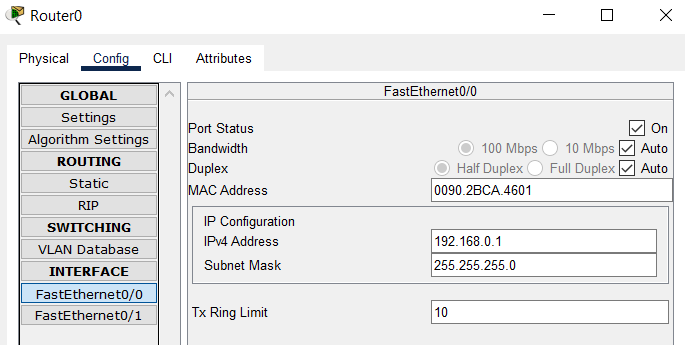 Router0
Physical Config CLI Attributes
GLOBAL
Settings
Algorithm Settings
ROUTING
Static
RIP
SWITCHING
VLAN Database
INTERFACE
FastEthernet0/0
FastEthernet0/1
FastEthernet0/0
Port Status On
Bandwidth 100 Mbps 10 Mbps Auto
Duplex Half Duplex Full Duplex Auto
MAC Address 0090.2BCA.4601
IP Configuration
IPv4 Address 192.168.0.1
Subnet Mask 255.255.255.0
Tx Ring Limit 10